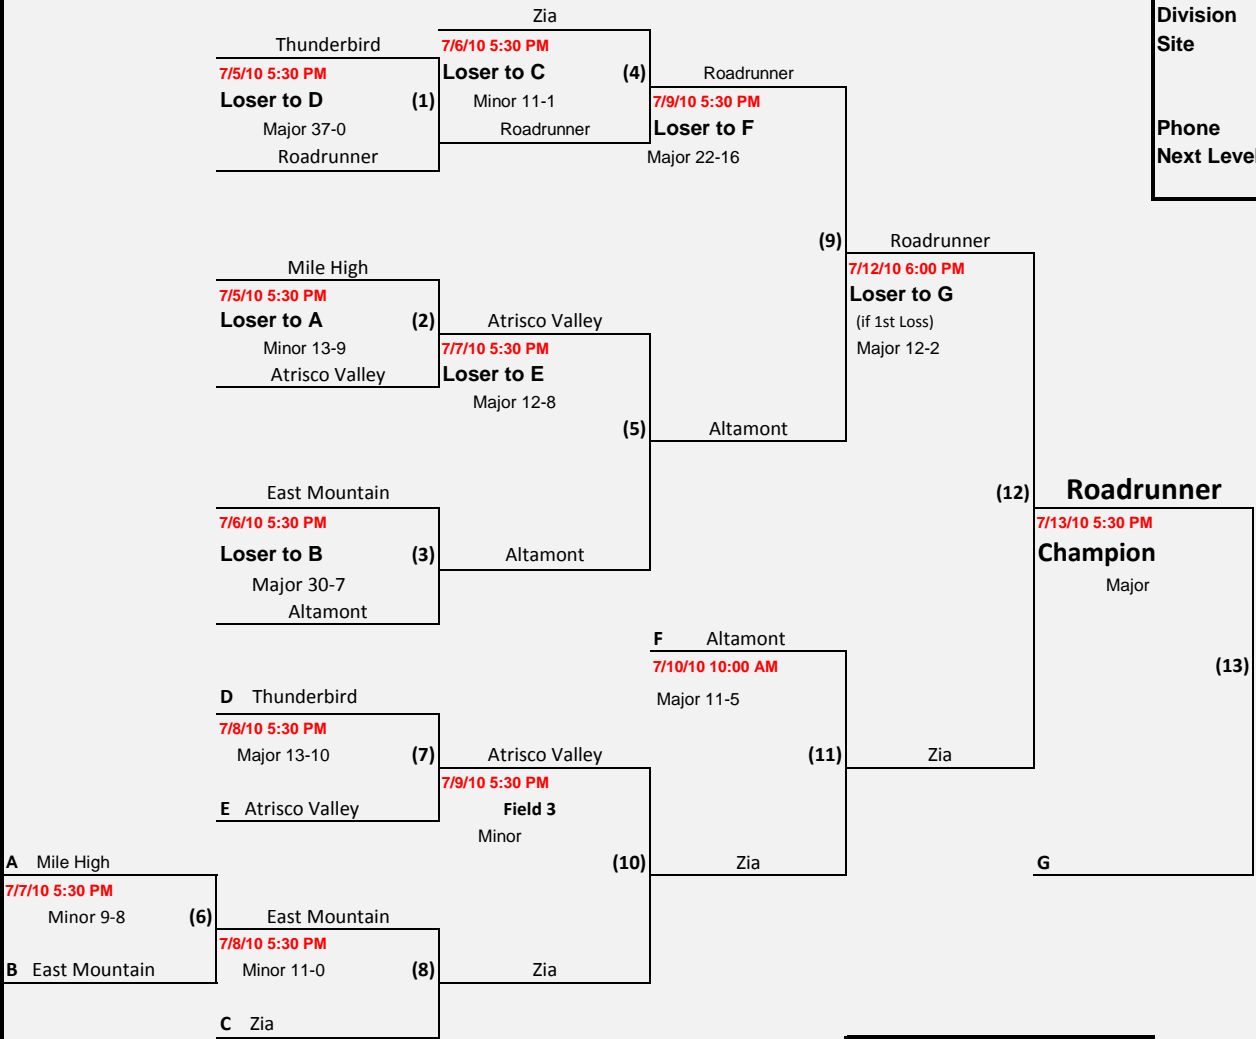 Zia
Division
Thunderbird
7/6/10 5:30 PM
Site
7/5/10 5:30 PM
Loser to C (4)
Roadrunner
Loser to D (1)
Minor 11-1
7/9/10 5:30 PM
Major 37-0
Roadrunner
Loser to F
Phone
Roadrunner
Major 22-16
Next Level
(9)
Roadrunner
Mile High
7/12/10 6:00 PM
7/5/10 5:30 PM
Loser to G
Loser to A (2)
Atrisco Valley
(if 1st Loss)
Minor 13-9
7/7/10 5:30 PM
Major 12-2
Atrisco Valley
Loser to E
Major 12-8
(5)
Altamont
East Mountain
(12)
Roadrunner
7/6/10 5:30 PM
7/13/10 5:30 PM
Loser to B (3)
Altamont
Champion
Major 30-7
Major
Altamont
F Altamont
7/10/10 10:00 AM
(13)
D Thunderbird
Major 11-5
7/8/10 5:30 PM
Major 13-10 (7)
Atrisco Valley
(11)
Zia
7/9/10 5:30 PM
E Atrisco Valley
Field 3
Minor
A Mile High
(10)
Zia
G
7/7/10 5:30 PM
Minor 9-8 (6)
East Mountain
7/8/10 5:30 PM
B East Mountain
Minor 11-0 (8)
Zia
C Zia